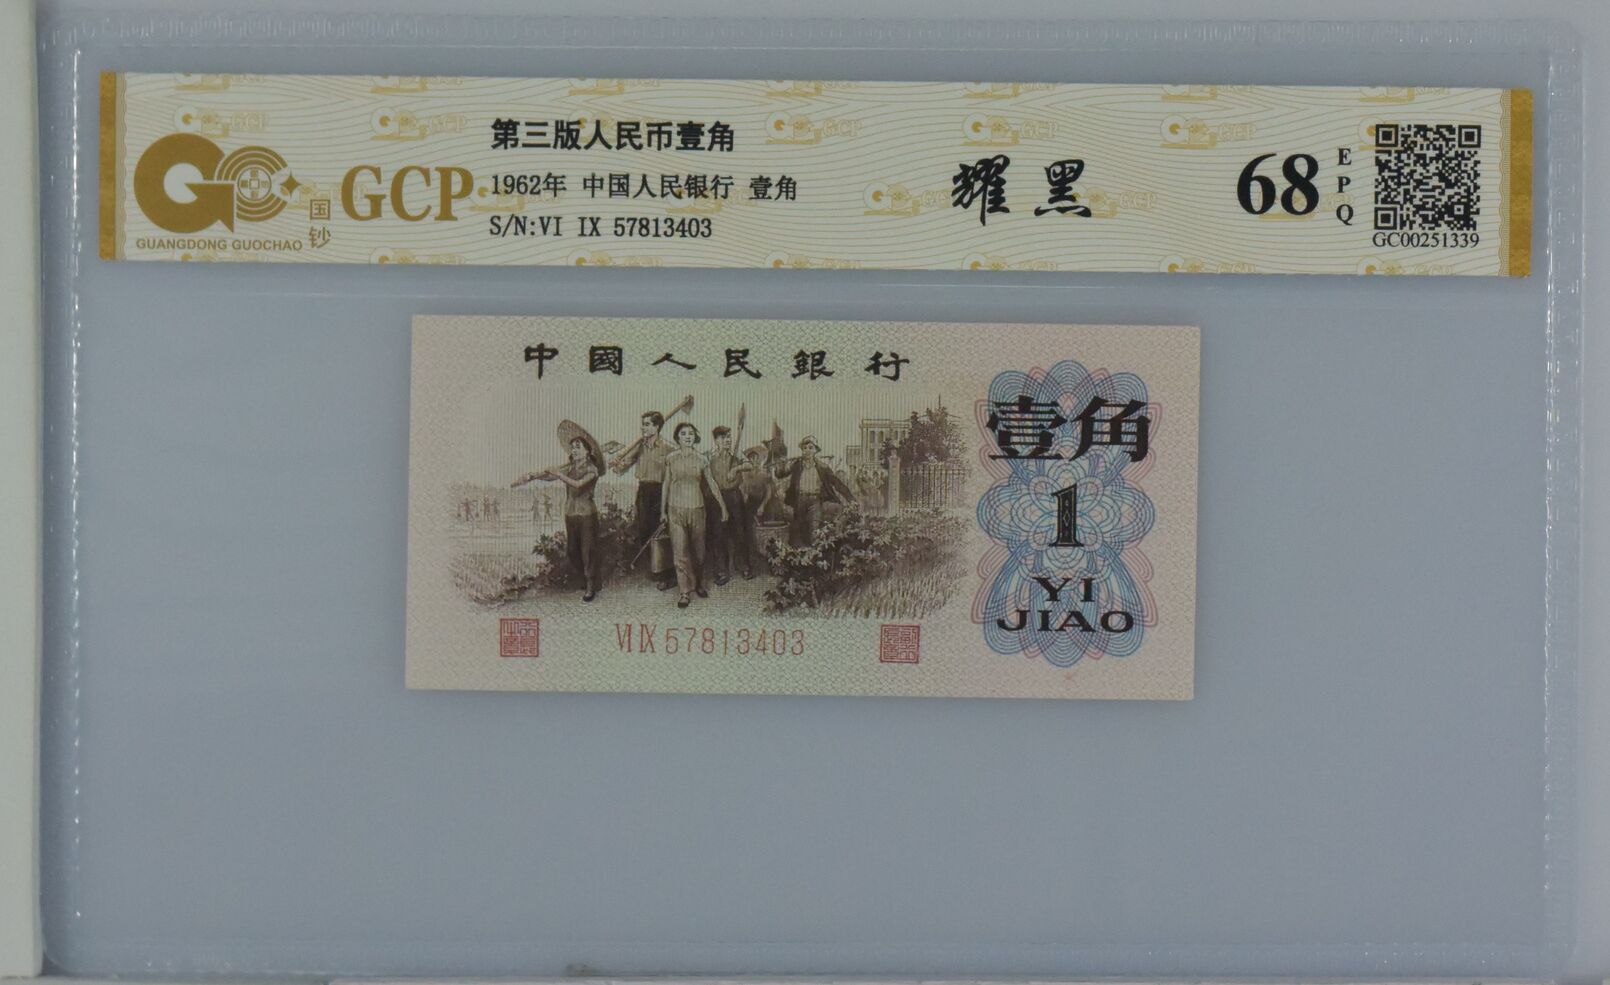 GUANGDONG GUOCHAO
国钞
GCP
第三版人民币壹角
1962年 中国人民银行 壹角
S/N:VI IX 57813403
耀黑
68
EPQ
GC00251339
中國人民銀行
壹角
1
YI
JIAO
VI IX 57813403